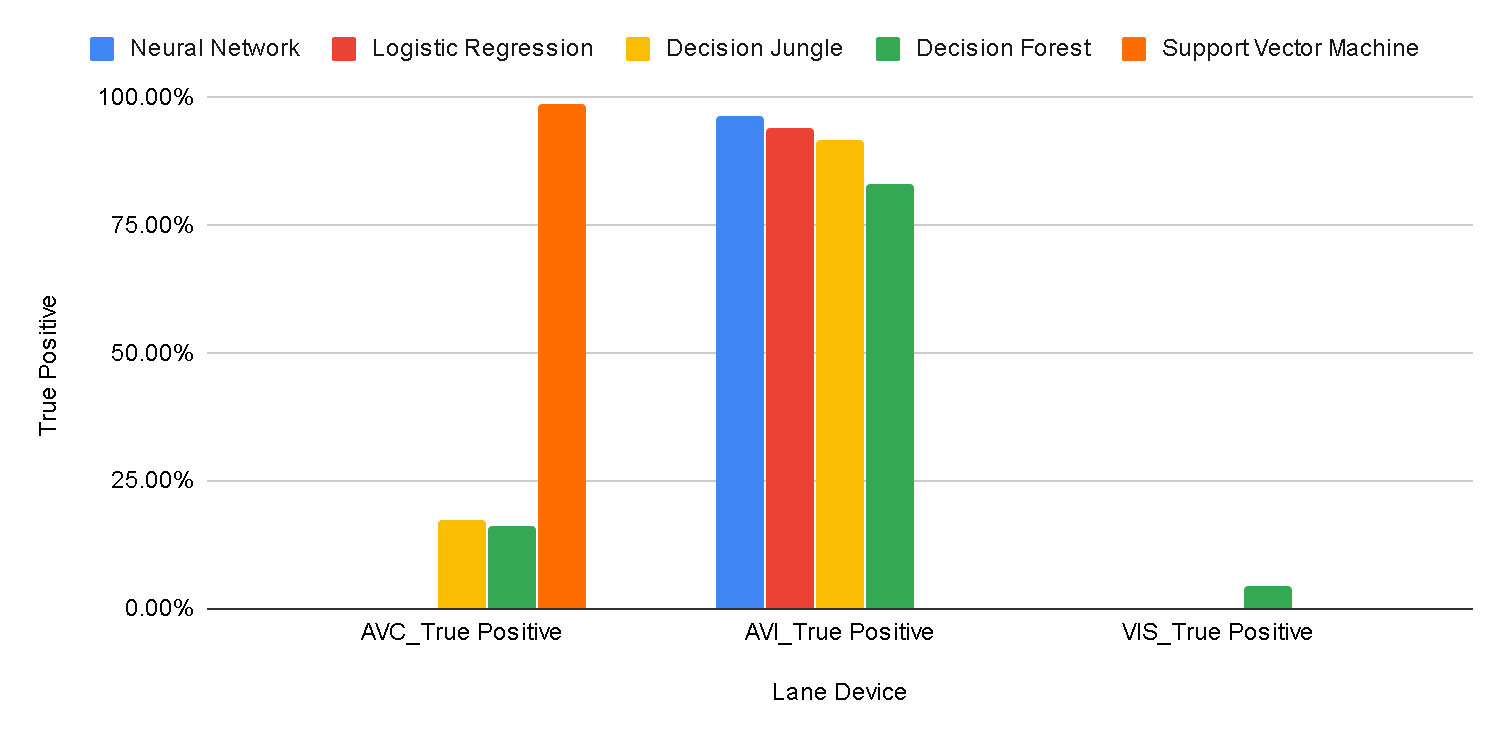 Neural Network Logistic Regression Decision Jungle Decision Forest Support Vector Machine
100.00%
75.00%
50.00%
25.00%
0.00%
True Positive
AVC_True Positive AVI_True Positive VIS_True Positive
Lane Device